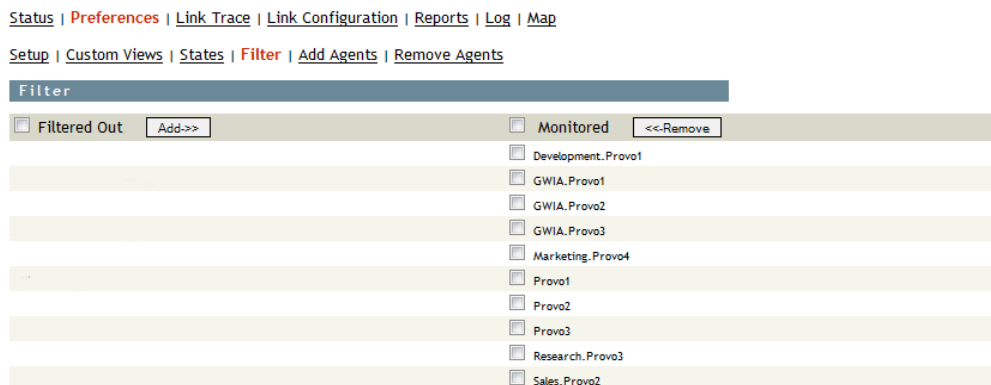 Status | Preferences | Link Trace | Link Configuration | Reports | Log | Map
Setup | Custom Views | States | Filter | Add Agents | Remove Agents
Filter
Filtered Out Add->> Monitored <<-Remove
Development.Provo1
GWIA.Provo1
GWIA.Provo2
GWIA.Provo3
Marketing.Provo4
Provo1
Provo2
Provo3
Research.Provo3
Sales.Provo2